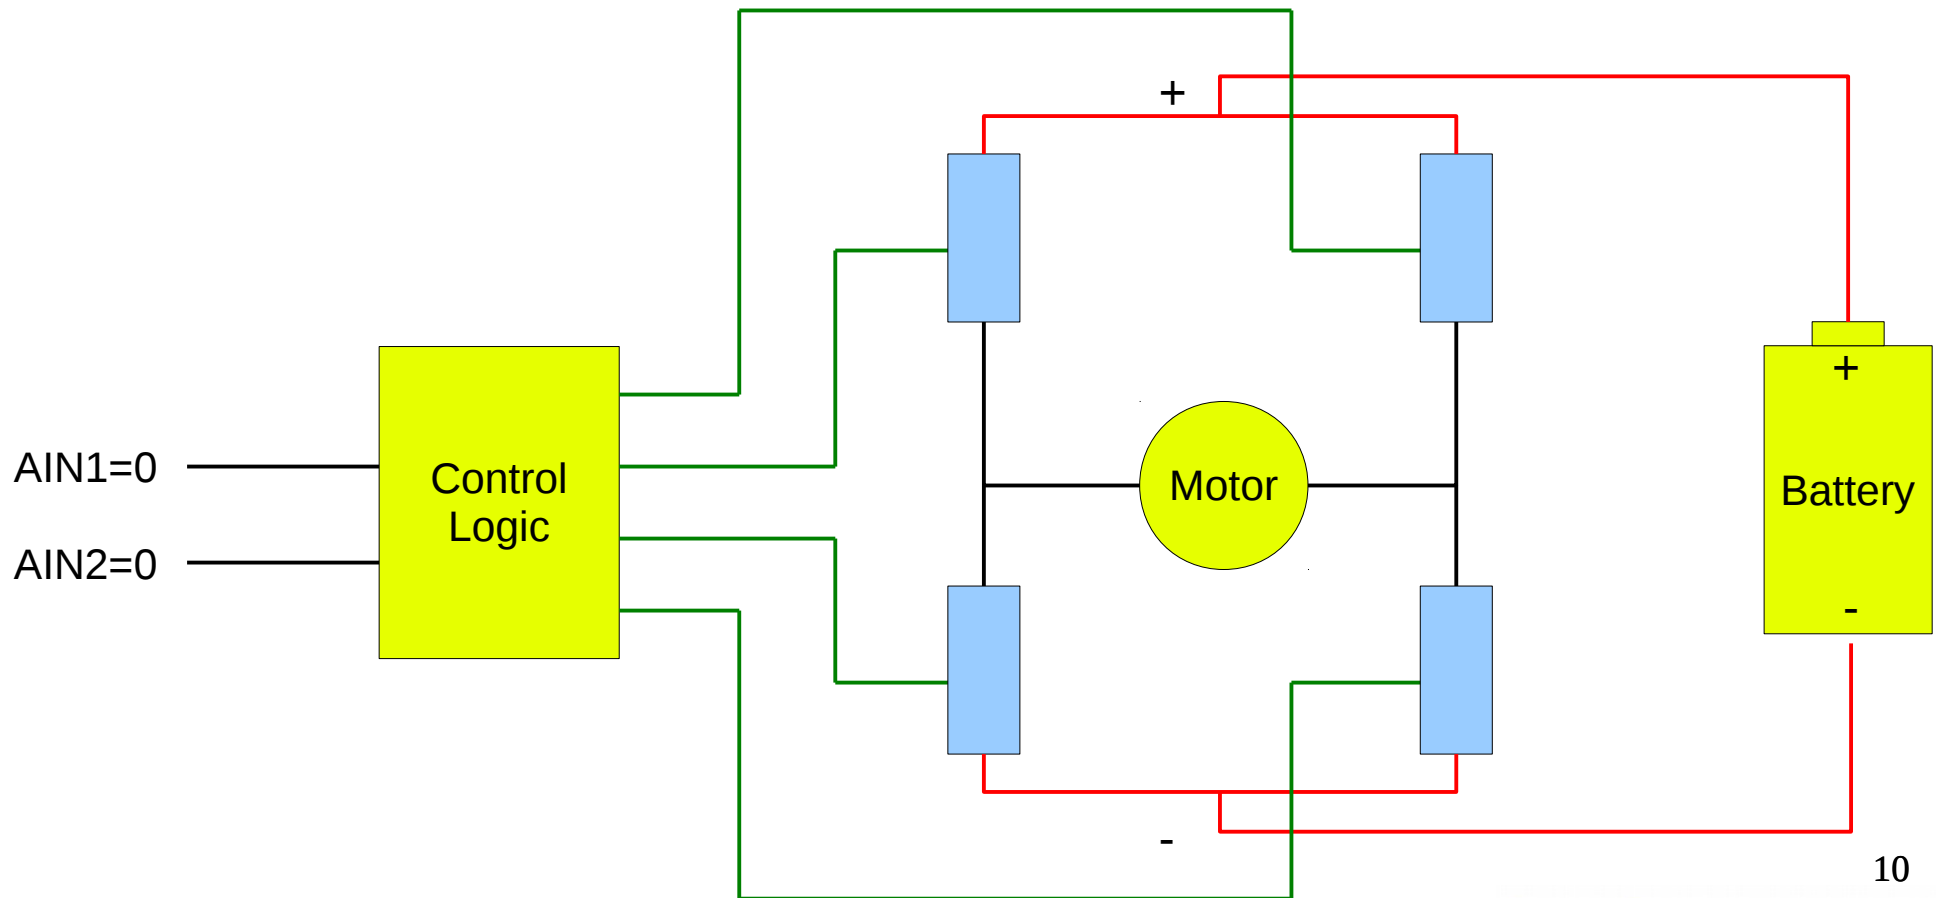 +
+
AIN1=0
AIN2=0
Control
Logic
Motor
Battery
-
-
10